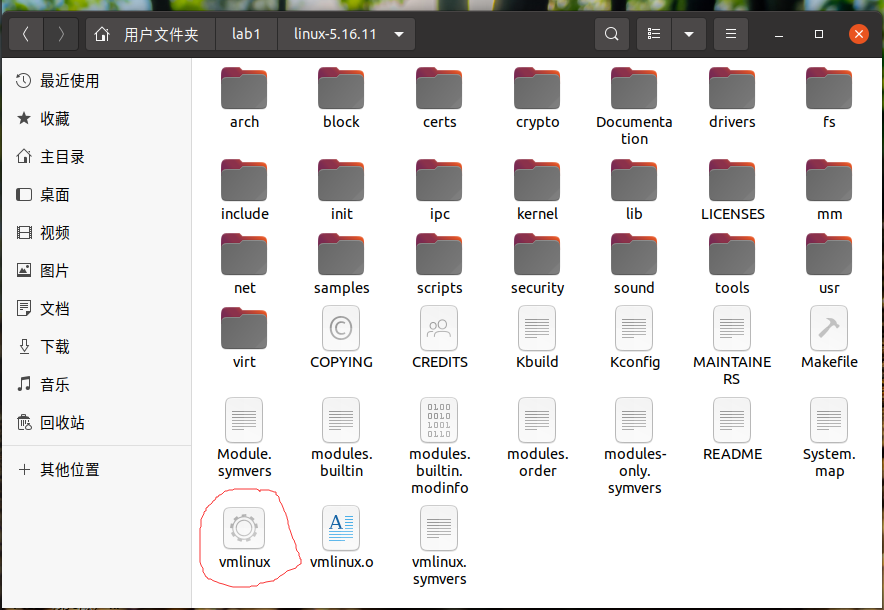 用户文件夹 lab1 linux-5.16.11
最近使用
收藏
主目录
桌面
视频
图片
文档
下载
音乐
回收站
其他位置
arch block certs crypto Documenta drivers fs
tion
include init ipc kernel lib LICENSES mm
net samples scripts security sound tools usr
virt COPYING CREDITS Kbuild Kconfig MAINTAINE Makefile
RS
Module. modules. modules. modules. modules- README System.
symvers builtin builtin. order only. map
modinfo symvers
vmlinux vmlinux.o vmlinux.
symvers